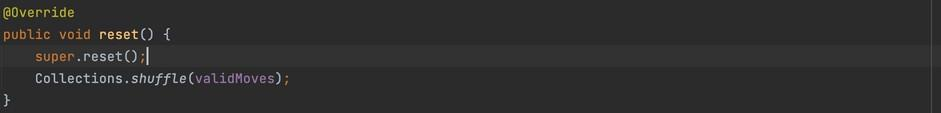 @Override
public void reset() {
    super.reset();
    Collections.shuffle(validMoves);
}